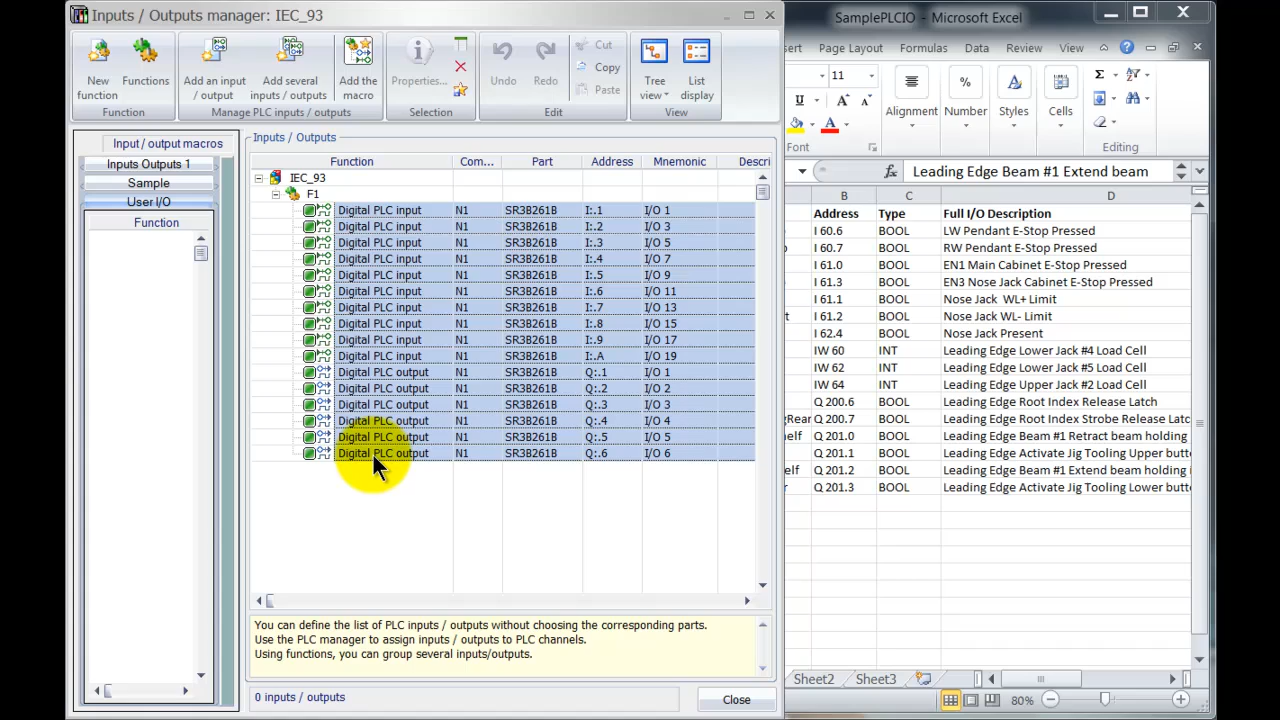 Inputs / Outputs manager: IEC_93
New function
Functions
Function
Add an input / output
Add several inputs / outputs
Add the macro
Manage PLC inputs / outputs
Properties...
Selection
Undo
Redo
Cut
Copy
Paste
Edit
Tree view
List display
View
Input / output macros
Inputs Outputs 1
Sample
User I/O
Function
Inputs / Outputs
Function Com... Part Address Mnemonic Descri
IEC_93
F1
Digital PLC input N1 SR3B261B I:.1 I/O 1
Digital PLC input N1 SR3B261B I:.2 I/O 3
Digital PLC input N1 SR3B261B I:.3 I/O 5
Digital PLC input N1 SR3B261B I:.4 I/O 7
Digital PLC input N1 SR3B261B I:.5 I/O 9
Digital PLC input N1 SR3B261B I:.6 I/O 11
Digital PLC input N1 SR3B261B I:.7 I/O 13
Digital PLC input N1 SR3B261B I:.8 I/O 15
Digital PLC input N1 SR3B261B I:.9 I/O 17
Digital PLC input N1 SR3B261B I:.A I/O 19
Digital PLC output N1 SR3B261B Q:.1 I/O 1
Digital PLC output N1 SR3B261B Q:.2 I/O 2
Digital PLC output N1 SR3B261B Q:.3 I/O 3
Digital PLC output N1 SR3B261B Q:.4 I/O 4
Digital PLC output N1 SR3B261B Q:.5 I/O 5
Digital PLC output N1 SR3B261B Q:.6 I/O 6
You can define the list of PLC inputs / outputs without choosing the corresponding parts.
Use the PLC manager to assign inputs / outputs to PLC channels.
Using functions, you can group several inputs/outputs.
0 inputs / outputs
Close
SamplePLCIO - Microsoft Excel
sert Page Layout Formulas Data Review View
11
Font
Alignment
Number
Styles
Cells
Editing
Leading Edge Beam #1 Extend beam
B C D
Address Type Full I/O Description
I 60.6 BOOL LW Pendant E-Stop Pressed
I 60.7 BOOL RW Pendant E-Stop Pressed
I 61.0 BOOL EN1 Main Cabinet E-Stop Pressed
I 61.3 BOOL EN3 Nose Jack Cabinet E-Stop Pressed
I 61.1 BOOL Nose Jack WL+ Limit
I 61.2 BOOL Nose Jack WL- Limit
I 62.4 BOOL Nose Jack Present
IW 60 INT Leading Edge Lower Jack #4 Load Cell
IW 62 INT Leading Edge Lower Jack #5 Load Cell
IW 64 INT Leading Edge Upper Jack #2 Load Cell
Q 200.6 BOOL Leading Edge Root Index Release Latch
ngRear Q 200.7 BOOL Leading Edge Root Index Strobe Release Latc
elf Q 201.0 BOOL Leading Edge Beam #1 Retract beam holding
Q 201.1 BOOL Leading Edge Activate Jig Tooling Upper butt
elf Q 201.2 BOOL Leading Edge Beam #1 Extend beam holding i
r Q 201.3 BOOL Leading Edge Activate Jig Tooling Lower butt
Sheet2 Sheet3
80%